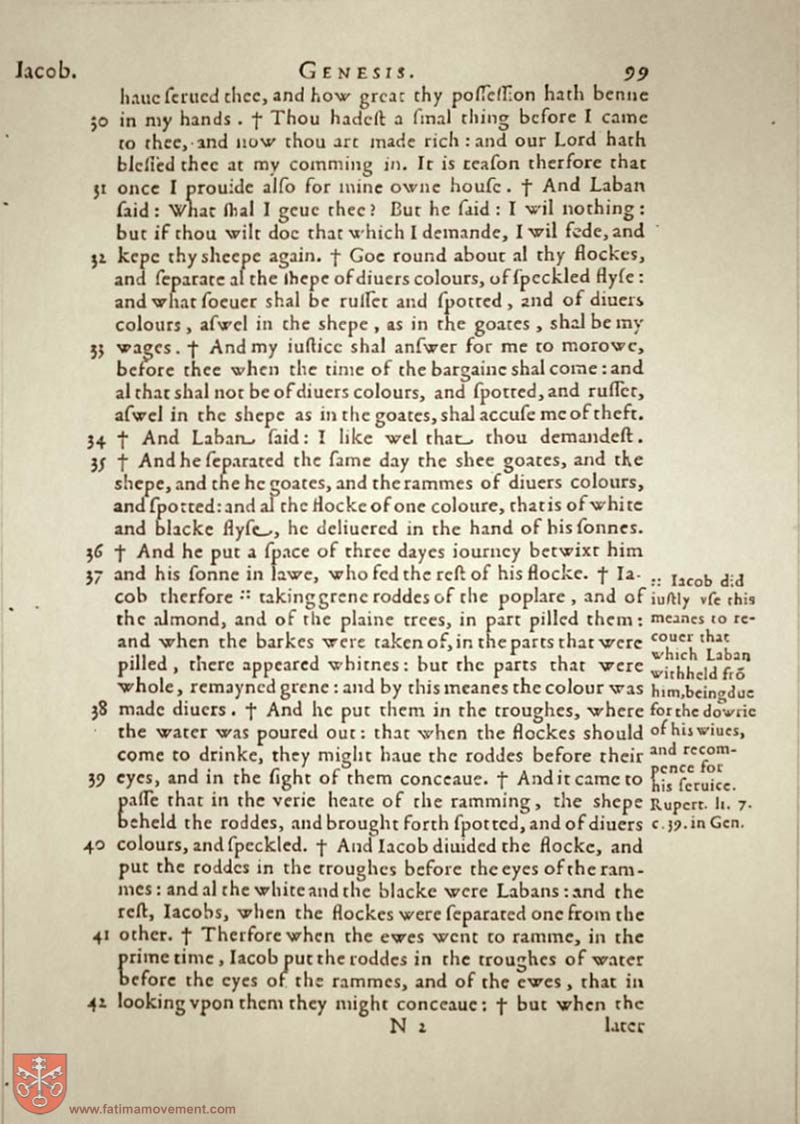 Iacob. GENESIS. 99
haue ſerued thee, and how great thy poſſeſſion hath benne
30 in my hands . † Thou hadeſt a ſmal thing before I came
to thee, and now thou art made rich : and our Lord hath
bleſſed thee at my comming in. It is reaſon therfore that
31 once I prouide alſo for mine owne houſe . † And Laban
ſaid : What ſhal I geue thee? But he ſaid : I wil nothing :
but if thou wilt doe that which I demande, I wil fede, and
32 kepe thy sheepe again. † Goe round about al thy flockes,
and ſeparate al the ſhepe of diuers colours, of ſpeckled flyſe :
and what ſoeuer shal be ruſſet and ſpotted , and of diuers
colours , aſwel in the shepe , as in the goates , shal be my
33 wages . † And my iuſtice shal anſwer for me to morowe,
before thee when the time of the bargaine shal come : and
al that shal not be of diuers colours, and ſpotted, and ruſſet,
aſwel in the shepe as in the goates, shal accuſe me of theft.
34 † And Laban ſaid : I like wel that thou demandeſt .
35 † And he ſeparated the ſame day the shee goates, and the
shepe, and the he goates, and the rammes of diuers colours,
and ſpotted : and al the flocke of one coloure, that is of white
and blacke flyſe, he deliuered in the hand of his ſonnes.
36 † And he put a ſpace of three dayes iourney betwixt him
37 and his ſonne in lawe, who fed the reſt of his flocke. † Ia-
cob therfore :: taking grene roddes of the poplare , and of
the almond, and of the plaine trees, in part pilled them :
and when the barkes were taken of, in the parts that were
pilled , there appeared whitnes : but the parts that were
whole, remayned grene : and by this meanes the colour was
38 made diuers . † And he put them in the troughes, where
the water was poured out : that when the flockes should
come to drinke, they might haue the roddes before their
39 eyes, and in the ſight of them conceaue. † And it came to
paſſe that in the verie heate of the ramming , the shepe
beheld the roddes, and brought forth ſpotted, and of diuers
40 colours, and ſpeckled. † And Iacob diuided the flocke, and
put the roddes in the troughes before the eyes of the ram-
mes : and al the white and the blacke were Labans : and the
reſt, Iacobs, when the flockes were ſeparated one from the
41 other. † Therfore when the ewes went to ramme, in the
prime time , Iacob put the roddes in the troughes of water
before the eyes of the rammes, and of the ewes , that in
42 looking vpon them they might conceaue : † but when the
N 2 later
:: Iacob did
iuſtly vſe this
meanes to re-
couer that
which Laban
withheld frõ
him, being due
for the dowrie
of his wiues,
and recom-
pence for
his ſeruice.
Rupert. li. 7.
c. 39. in Gen.
www.fatimamovement.com